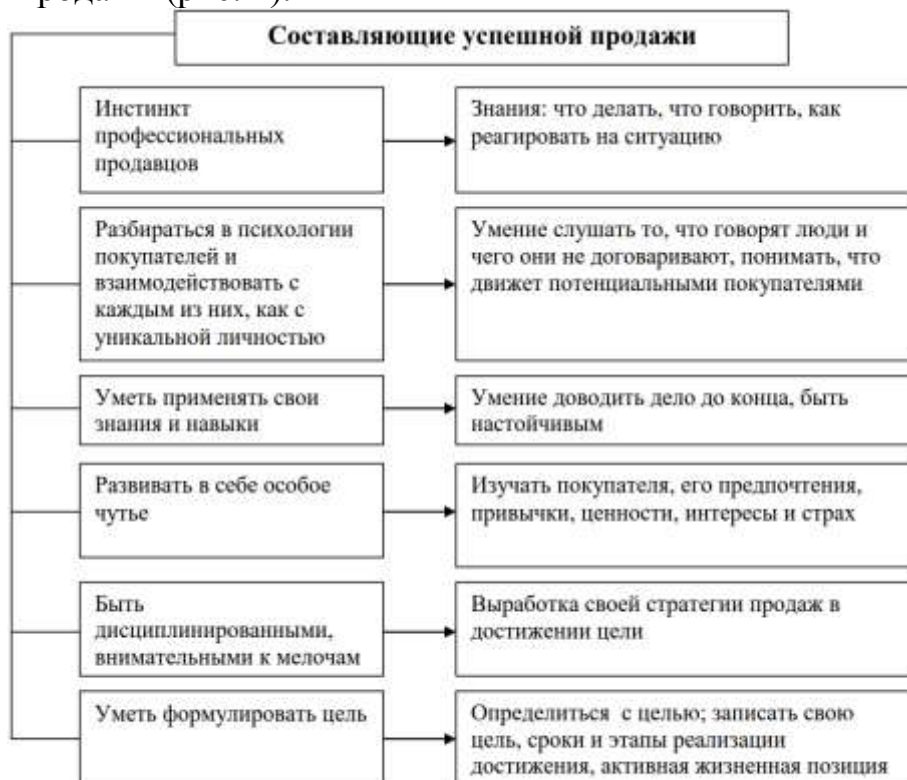 Составляющие успешной продажи
Инстинкт
профессиональных
продавцов
Знания: что делать, что говорить, как
реагировать на ситуацию
Разбираться в психологии
покупателей и
взаимодействовать с
каждым из них, как с
уникальной личностью
Умение слушать то, что говорят люди и
чего они не договаривают, понимать, что
движет потенциальными покупателями
Уметь применять свои
знания и навыки
Умение доводить дело до конца, быть
настойчивым
Развивать в себе особое
чутье
Изучать покупателя, его предпочтения,
привычки, ценности, интересы и страх
Быть
дисциплинированными,
внимательными к мелочам
Выработка своей стратегии продаж в
достижении цели
Уметь формулировать цель
Определиться с целью; записать свою
цель, сроки и этапы реализации
достижения, активная жизненная позиция